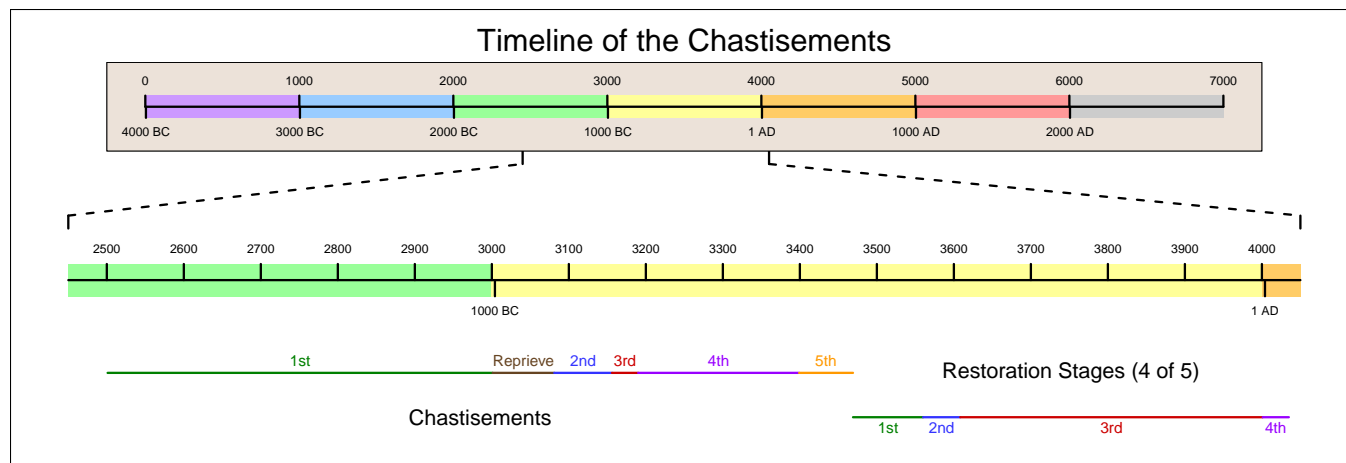 Timeline of the Chastisements
0 1000 2000 3000 4000 5000 6000 7000
4000 BC 3000 BC 2000 BC 1000 BC 1 AD 1000 AD 2000 AD
2500 2600 2700 2800 2900 3000 3100 3200 3300 3400 3500 3600 3700 3800 3900 4000
1000 BC 1 AD
1st Reprieve 2nd 3rd 4th 5th
Restoration Stages (4 of 5)
Chastisements
1st 2nd 3rd 4th